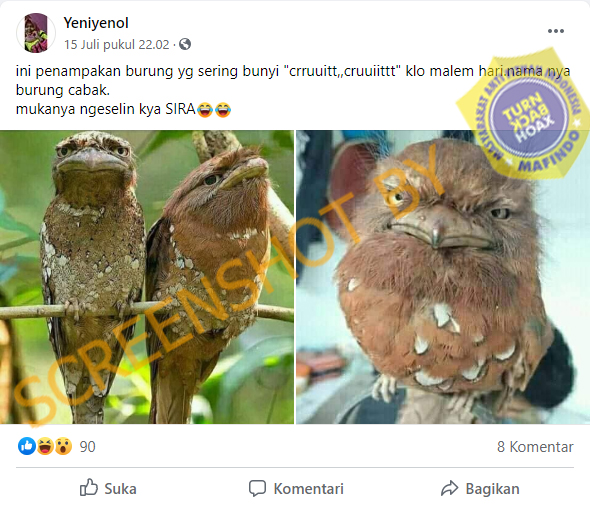 Yeniyenol
15 Juli pukul 22.02 ·
ini penampakan burung yg sering bunyi "crruuitt,,cruuiittt" klo malem hari.nama nya
burung cabak.
mukanya ngeselin kya SIRA😂😂
MASYARAKAT ANTI FITNAH INDONESIA
TURN
BACK
HOAX
MAFINDO
SCREENSHOT BY
90
8 Komentar
Suka
Komentari
Bagikan